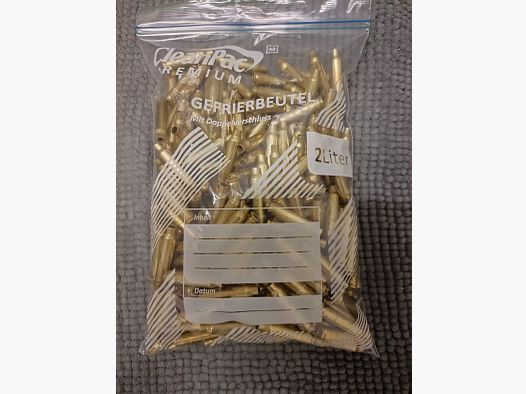 CleanPac
PREMIUM
GEFRIERBEUTEL
Mit Doppelverschluss
2Liter
Inhalt
Datum